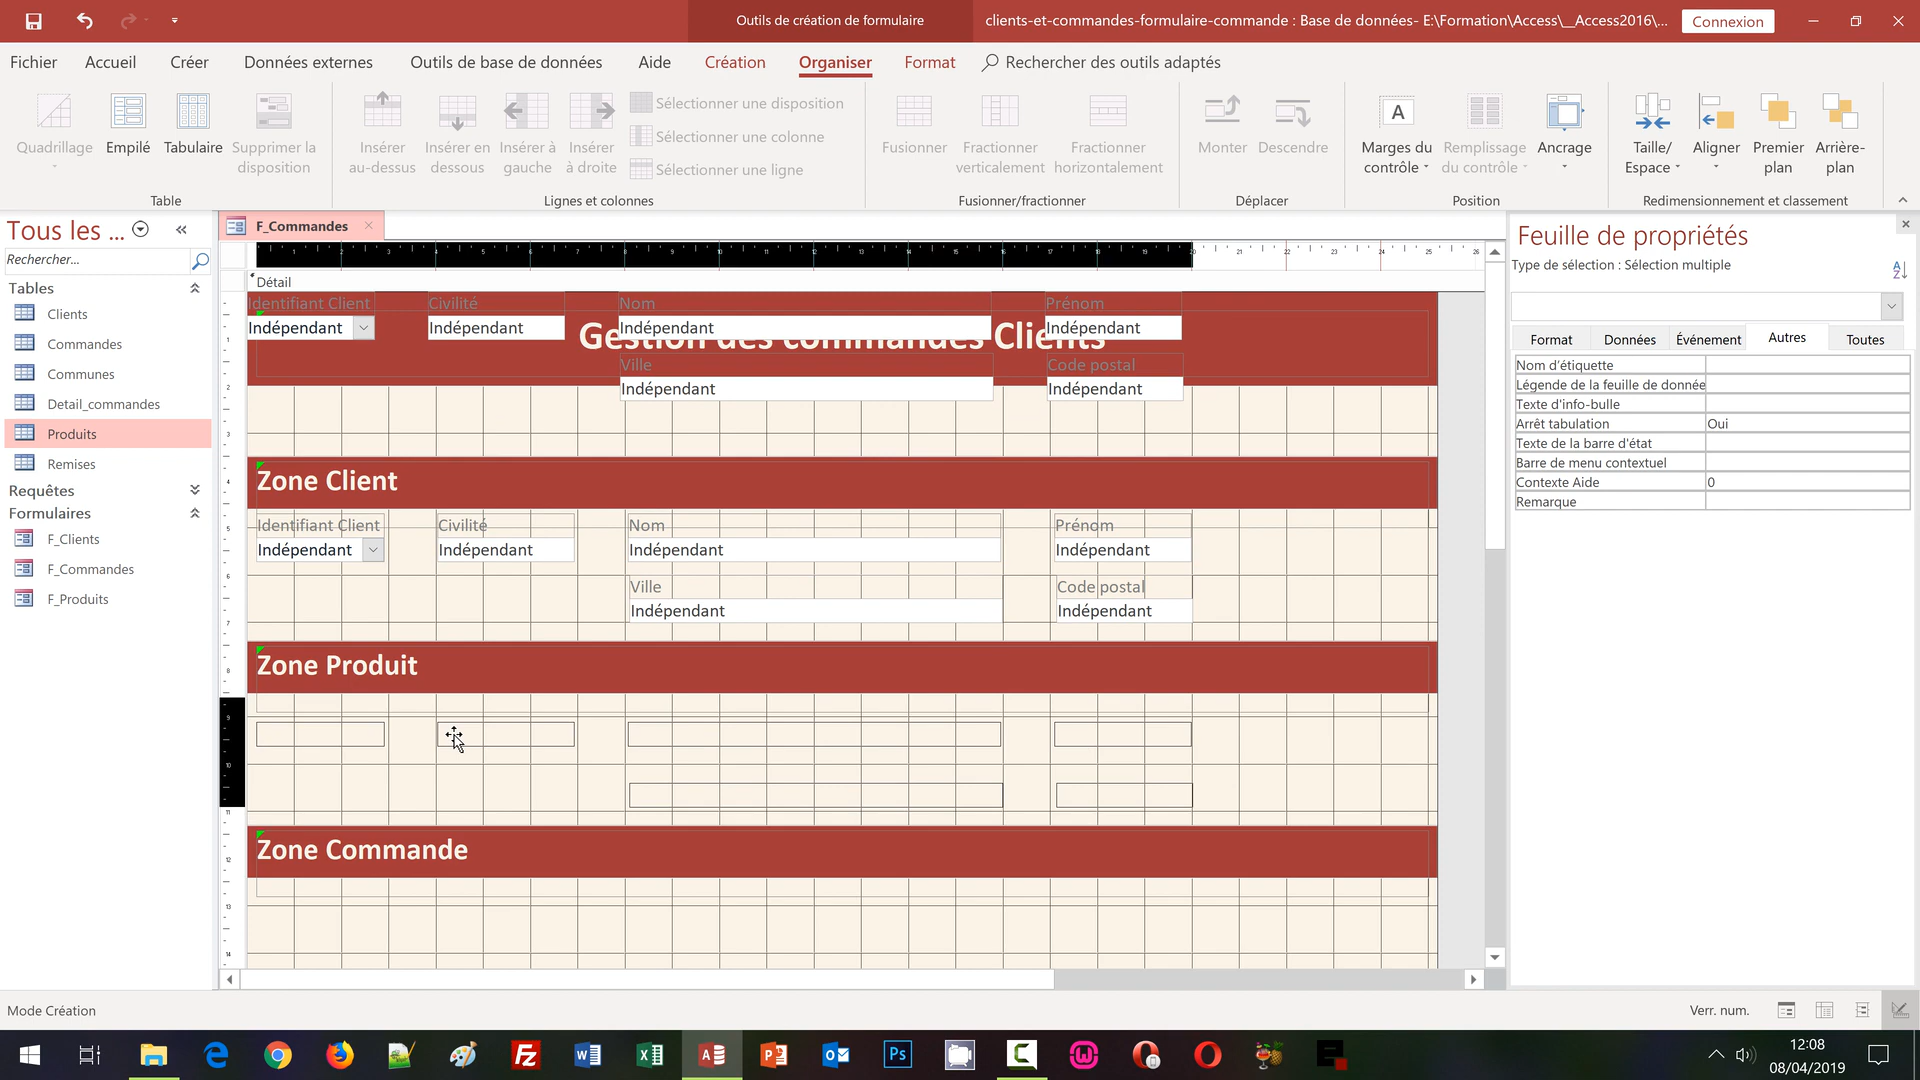 Outils de création de formulaire
clients-et-commandes-formulaire-commande : Base de données- E:\Formation\Access\__Access2016\...
Connexion
Fichier Accueil Créer Données externes Outils de base de données Aide Création Organiser Format Rechercher des outils adaptés
Quadrillage
Empilé
Tabulaire
Supprimer la disposition
Insérer au-dessus
Insérer en dessous
Insérer à gauche
Insérer à droite
Sélectionner une disposition
Sélectionner une colonne
Sélectionner une ligne
Fusionner
Fractionner verticalement
Fractionner horizontalement
Monter
Descendre
Marges du contrôle
Remplissage du contrôle
Ancrage
Taille/ Espace
Aligner
Premier plan
Arrière- plan
Table
Lignes et colonnes
Fusionner/fractionner
Déplacer
Position
Redimensionnement et classement
Tous les ...
Rechercher...
Tables
Clients
Commandes
Communes
Detail_commandes
Produits
Remises
Requêtes
Formulaires
F_Clients
F_Commandes
F_Produits
F_Commandes
Détail
Identifiant Client Civilité Nom Prénom
Indépendant Indépendant Indépendant Indépendant
Gestion des commandes Clients
Ville Code postal
Indépendant Indépendant
Zone Client
Identifiant Client Civilité Nom Prénom
Indépendant Indépendant Indépendant Indépendant
Ville Code postal
Indépendant Indépendant
Zone Produit
Zone Commande
Feuille de propriétés
Type de sélection : Sélection multiple
Format Données Événement Autres Toutes
Nom d'étiquette
Légende de la feuille de donnée
Texte d'info-bulle
Arrêt tabulation Oui
Texte de la barre d'état
Barre de menu contextuel
Contexte Aide 0
Remarque
Mode Création
Verr. num.
12:08
08/04/2019